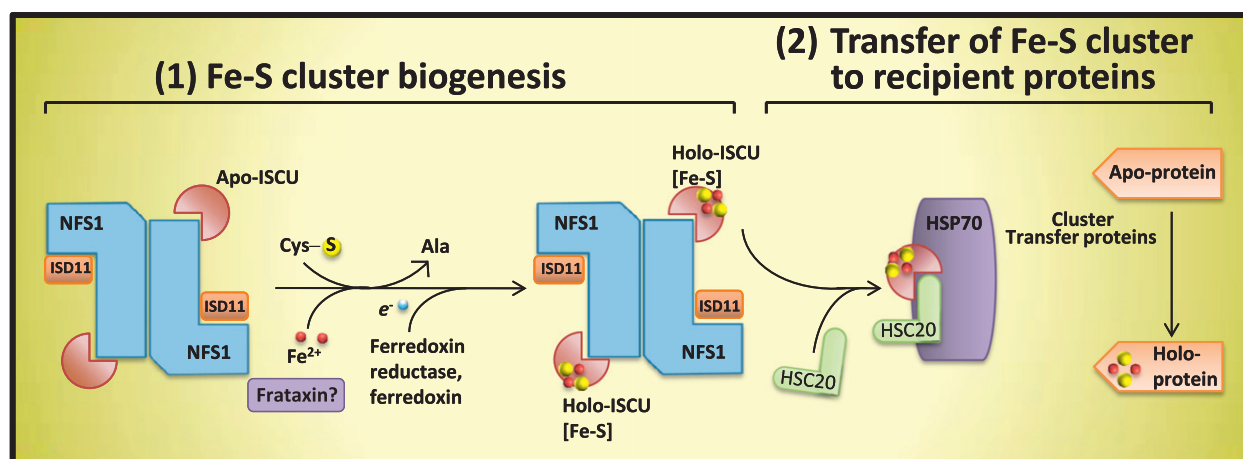 (1) Fe-S cluster biogenesis
(2) Transfer of Fe-S cluster
to recipient proteins
Apo-ISCU
NFS1
ISD11
ISD11
NFS1
Cys–S
Ala
e-
Fe2+
Frataxin?
Ferredoxin
reductase,
ferredoxin
Holo-ISCU
[Fe-S]
NFS1
ISD11
ISD11
NFS1
Holo-ISCU
[Fe-S]
HSC20
HSP70
HSC20
Cluster
Transfer proteins
Apo-protein
Holo-
protein